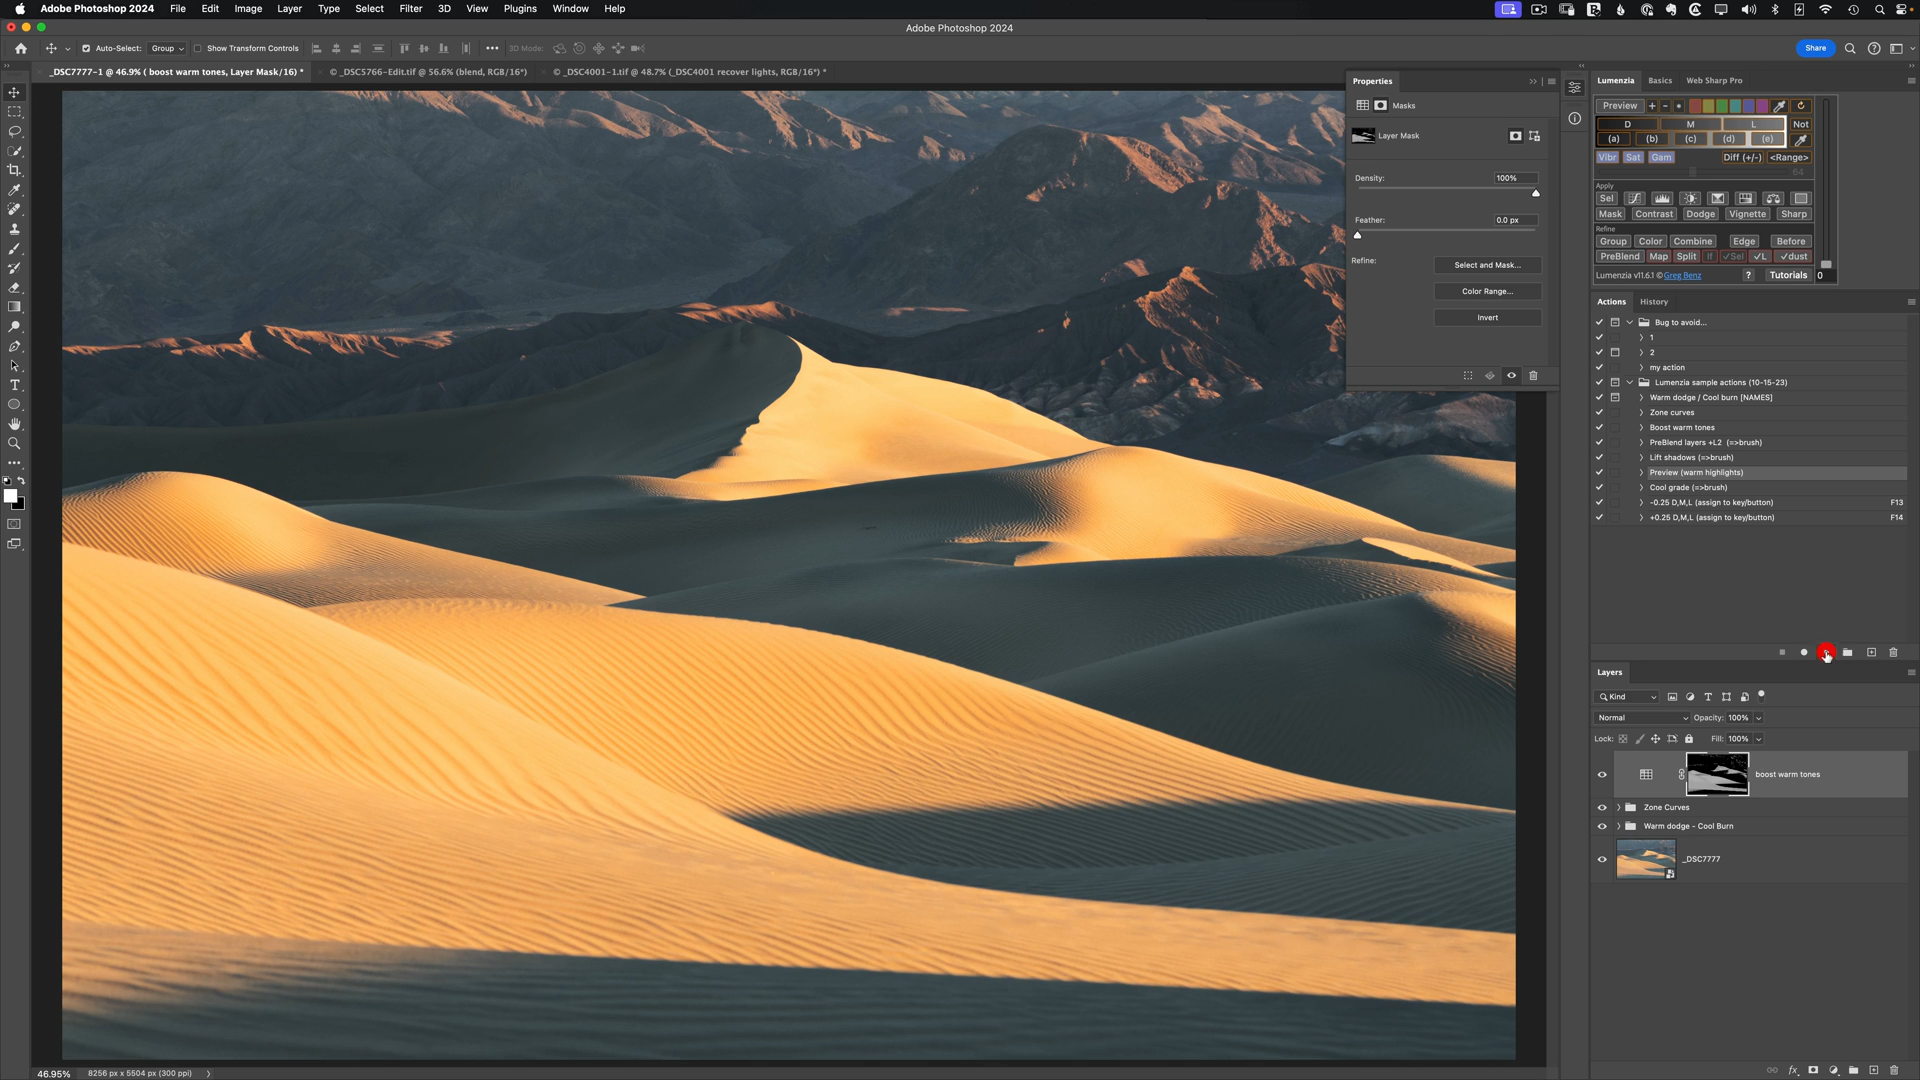 Adobe Photoshop 2024 File Edit Image Layer Type Select Filter 3D View Plugins Window Help
Adobe Photoshop 2024
Auto-Select: Group Show Transform Controls 3D Mode: Share
_DSC7777-1 @ 46.9% ( boost warm tones, Layer Mask/16) * © _DSC5766-Edit.tif @ 56.6% (blend, RGB/16*) © _DSC4001-1.tif @ 48.7% (_DSC4001 recover lights, RGB/16*) *
Properties
Masks
Layer Mask
Density: 100%
Feather: 0.0 px
Refine: Select and Mask...
Color Range...
Invert
Lumenzia Basics Web Sharp Pro
Preview + -
D M L Not
(a) (b) (c) (d) (e)
Vibr Sat Gam Diff (+/-) <Range>
64
Apply
Sel
Mask Contrast Dodge Vignette Sharp
Refine
Group Color Combine Edge Before
PreBlend Map Split If ✓Sel ✓L ✓dust
Lumenzia v11.6.1 © Greg Benz ? Tutorials 0
Actions History
Bug to avoid...
1
2
my action
Lumenzia sample actions (10-15-23)
Warm dodge / Cool burn [NAMES]
Zone curves
Boost warm tones
PreBlend layers +L2 (=>brush)
Lift shadows (=>brush)
Preview (warm highlights)
Cool grade (=>brush)
-0.25 D,M,L (assign to key/button) F13
+0.25 D,M,L (assign to key/button) F14
Layers
Kind
Normal Opacity: 100%
Lock: Fill: 100%
boost warm tones
Zone Curves
Warm dodge - Cool Burn
_DSC7777
46.95% 8256 px x 5504 px (300 ppi)